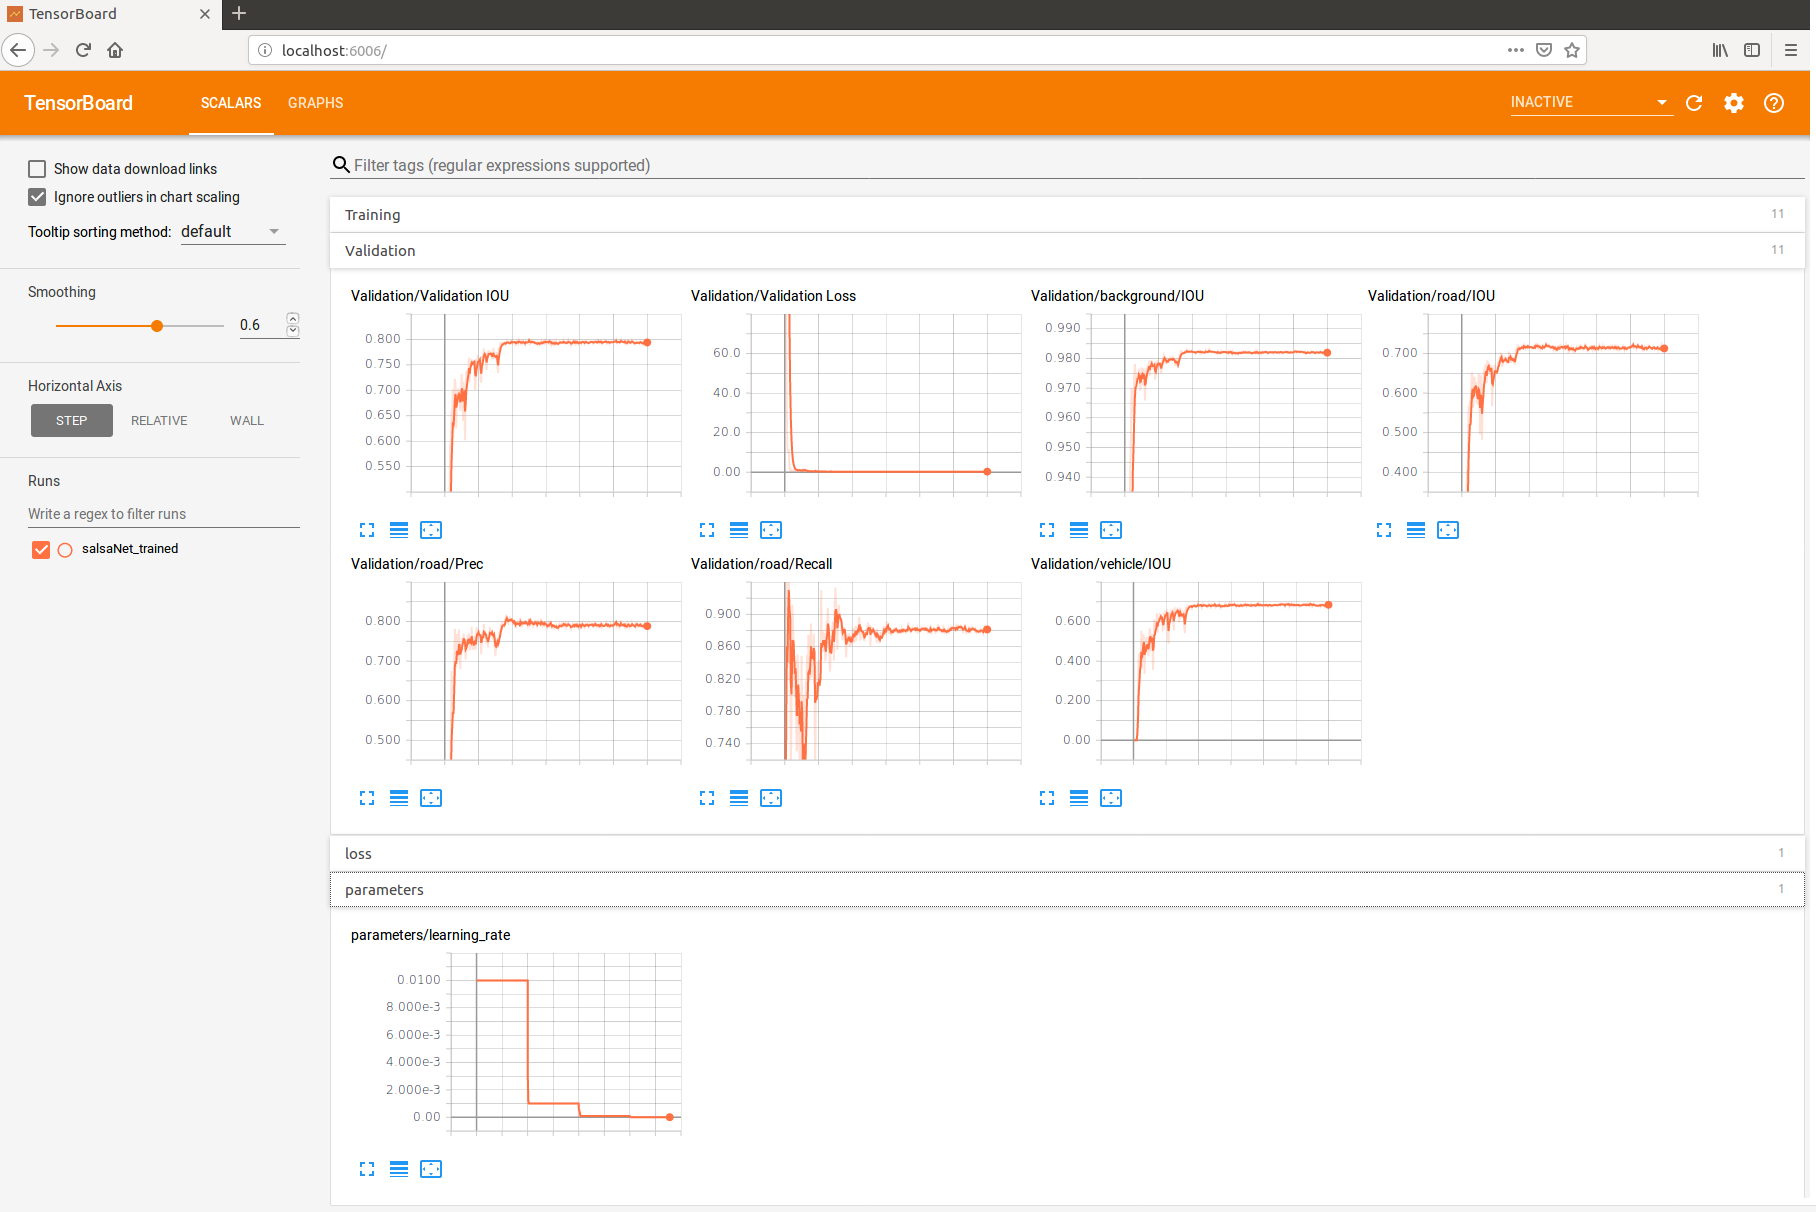 TensorBoard
localhost:6006/
TensorBoard SCALARS GRAPHS INACTIVE
Show data download links
Ignore outliers in chart scaling
Tooltip sorting method: default
Smoothing
0.6
Horizontal Axis
STEP RELATIVE WALL
Runs
Write a regex to filter runs
salsaNet_trained
Filter tags (regular expressions supported)
Training 11
Validation 11
Validation/Validation IOU
0.800
0.750
0.700
0.650
0.600
0.550
Validation/Validation Loss
60.0
40.0
20.0
0.00
Validation/background/IOU
0.990
0.980
0.970
0.960
0.950
0.940
Validation/road/IOU
0.700
0.600
0.500
0.400
Validation/road/Prec
0.800
0.700
0.600
0.500
Validation/road/Recall
0.900
0.860
0.820
0.780
0.740
Validation/vehicle/IOU
0.600
0.400
0.200
0.00
loss 1
parameters 1
parameters/learning_rate
0.0100
8.000e-3
6.000e-3
4.000e-3
2.000e-3
0.00